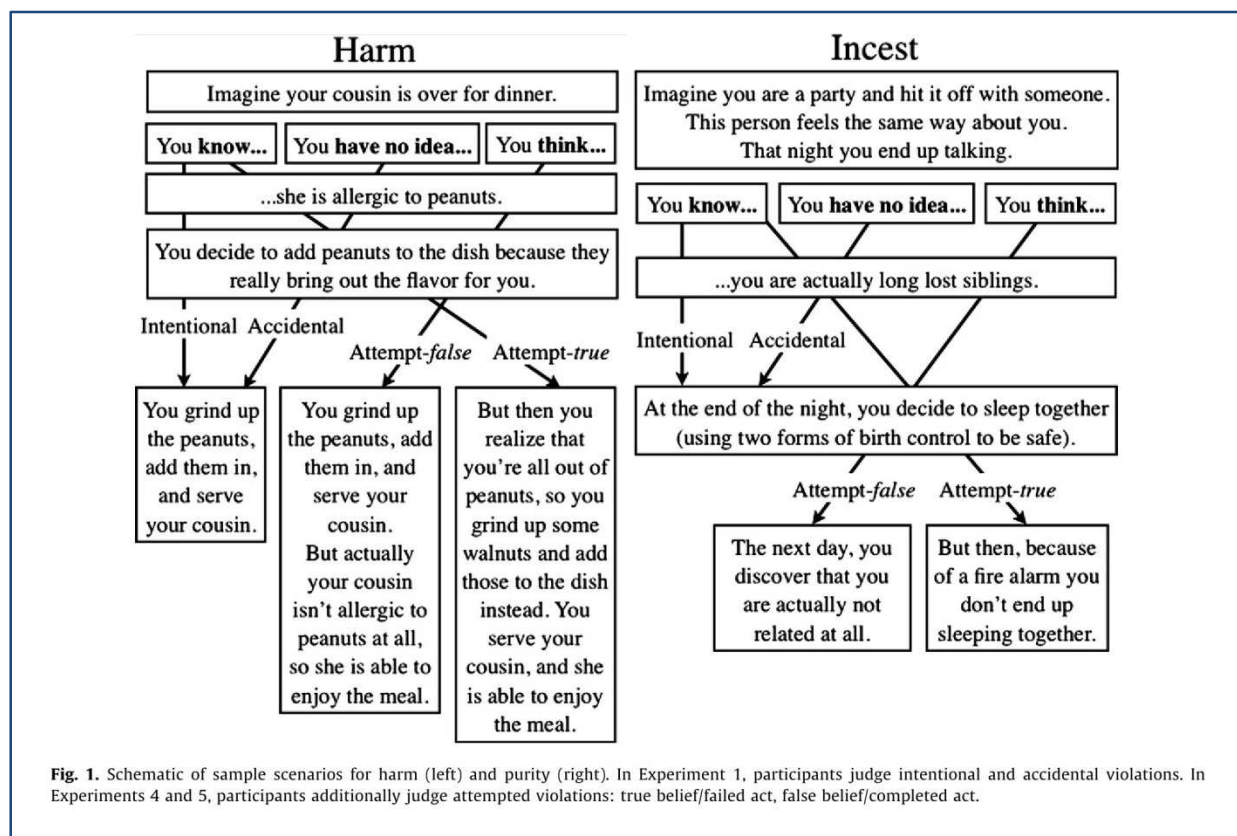 Harm
Imagine your cousin is over for dinner.
You know...
You have no idea...
You think...
...she is allergic to peanuts.
You decide to add peanuts to the dish because they
really bring out the flavor for you.
Intentional
Accidental
Attempt-false
Attempt-true
You grind up
the peanuts,
add them in,
and serve
your cousin.
You grind up
the peanuts, add
them in, and
serve your
cousin.
But actually
your cousin
isn't allergic to
peanuts at all,
so she is able to
enjoy the meal.
But then you
realize that
you're all out of
peanuts, so you
grind up some
walnuts and add
those to the dish
instead. You
serve your
cousin, and she
is able to enjoy
the meal.
Incest
Imagine you are a party and hit it off with someone.
This person feels the same way about you.
That night you end up talking.
You know...
You have no idea...
You think...
...you are actually long lost siblings.
Intentional
Accidental
At the end of the night, you decide to sleep together
(using two forms of birth control to be safe).
Attempt-false
Attempt-true
The next day, you
discover that you
are actually not
related at all.
But then, because
of a fire alarm you
don't end up
sleeping together.
Fig. 1. Schematic of sample scenarios for harm (left) and purity (right). In Experiment 1, participants judge intentional and accidental violations. In
Experiments 4 and 5, participants additionally judge attempted violations: true belief/failed act, false belief/completed act.